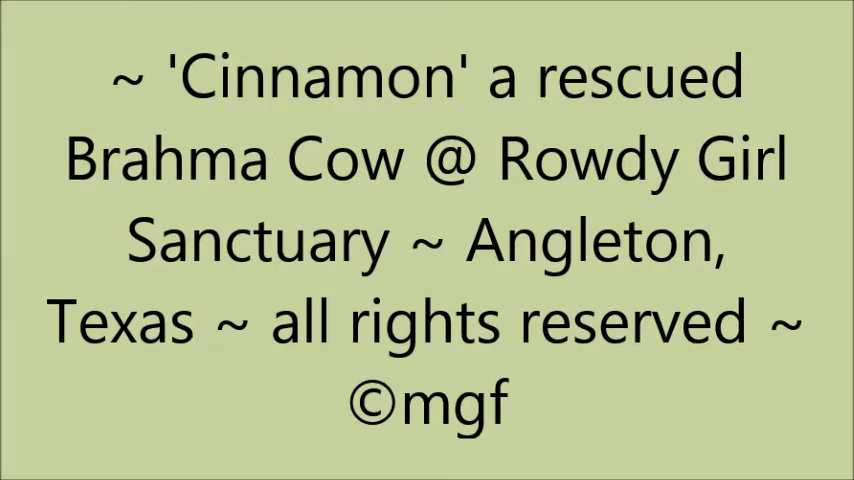 ~ 'Cinnamon' a rescued
Brahma Cow @ Rowdy Girl
Sanctuary ~ Angleton,
Texas ~ all rights reserved ~
©mgf